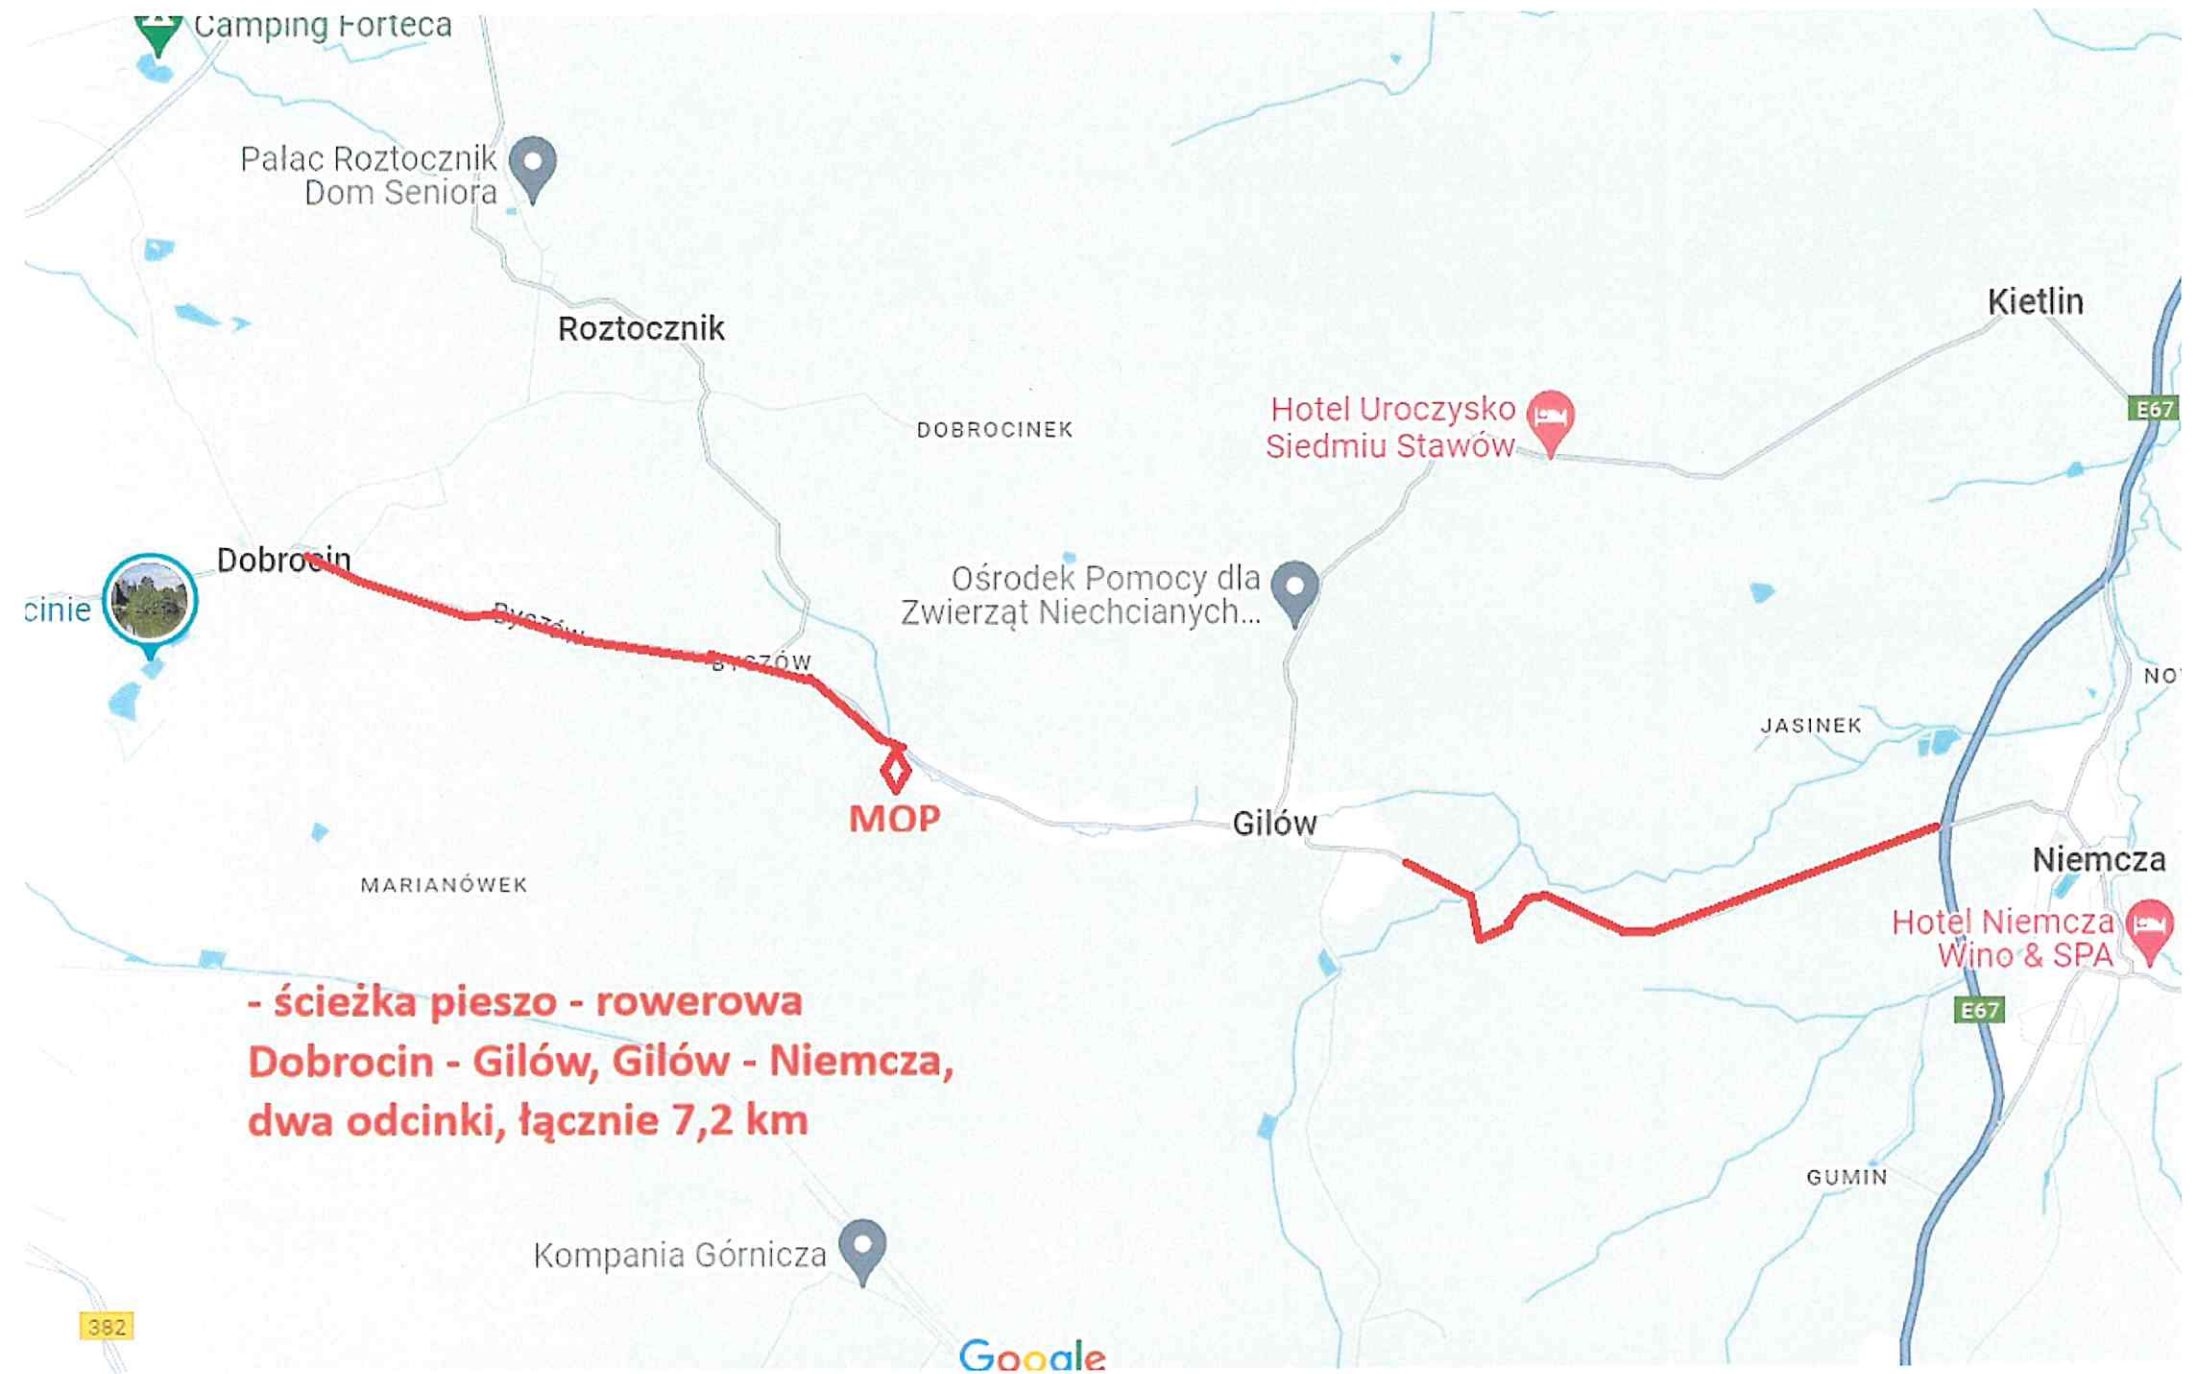 Camping Forteca
Pałac Roztocznik
Dom Seniora
Roztocznik
Kietlin
E67
DOBROCINEK
Hotel Uroczysko
Siedmiu Stawów
Dobrocin
cinie
Byszów
BYSZÓW
Ośrodek Pomocy dla
Zwierząt Niechcianych...
NO
JASINEK
MOP
Gilów
Niemcza
MARIANÓWEK
Hotel Niemcza
Wino & SPA
E67
- ścieżka pieszo - rowerowa
Dobrocin - Gilów, Gilów - Niemcza,
dwa odcinki, łącznie 7,2 km
GUMIN
Kompania Górnicza
382
Google